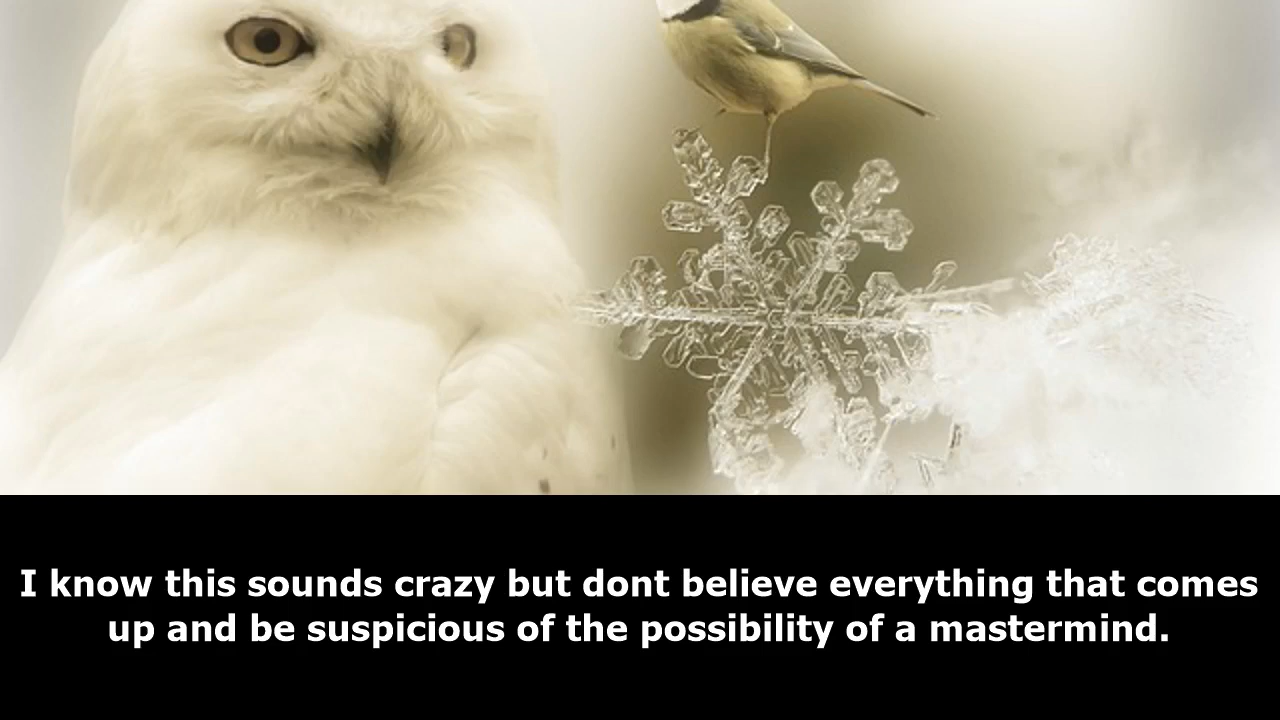 I know this sounds crazy but dont believe everything that comes
up and be suspicious of the possibility of a mastermind.